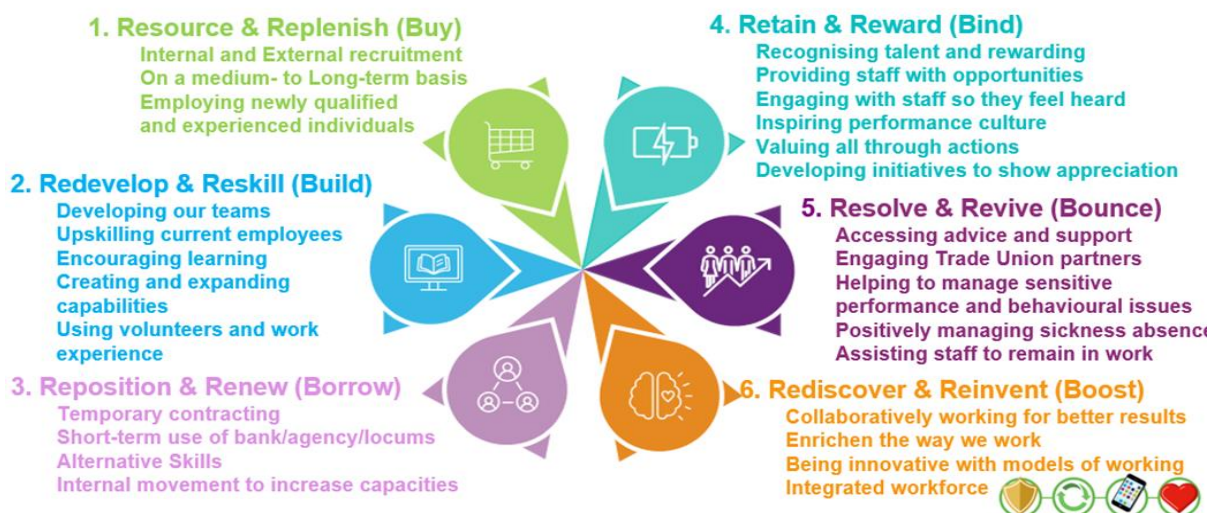 1. Resource & Replenish (Buy)
Internal and External recruitment
On a medium- to Long-term basis
Employing newly qualified
and experienced individuals
2. Redevelop & Reskill (Build)
Developing our teams
Upskilling current employees
Encouraging learning
Creating and expanding
capabilities
Using volunteers and work
experience
3. Reposition & Renew (Borrow)
Temporary contracting
Short-term use of bank/agency/locums
Alternative Skills
Internal movement to increase capacities
4. Retain & Reward (Bind)
Recognising talent and rewarding
Providing staff with opportunities
Engaging with staff so they feel heard
Inspiring performance culture
Valuing all through actions
Developing initiatives to show appreciation
5. Resolve & Revive (Bounce)
Accessing advice and support
Engaging Trade Union partners
Helping to manage sensitive
performance and behavioural issues
Positively managing sickness absence
Assisting staff to remain in work
6. Rediscover & Reinvent (Boost)
Collaboratively working for better results
Enrichen the way we work
Being innovative with models of working
Integrated workforce